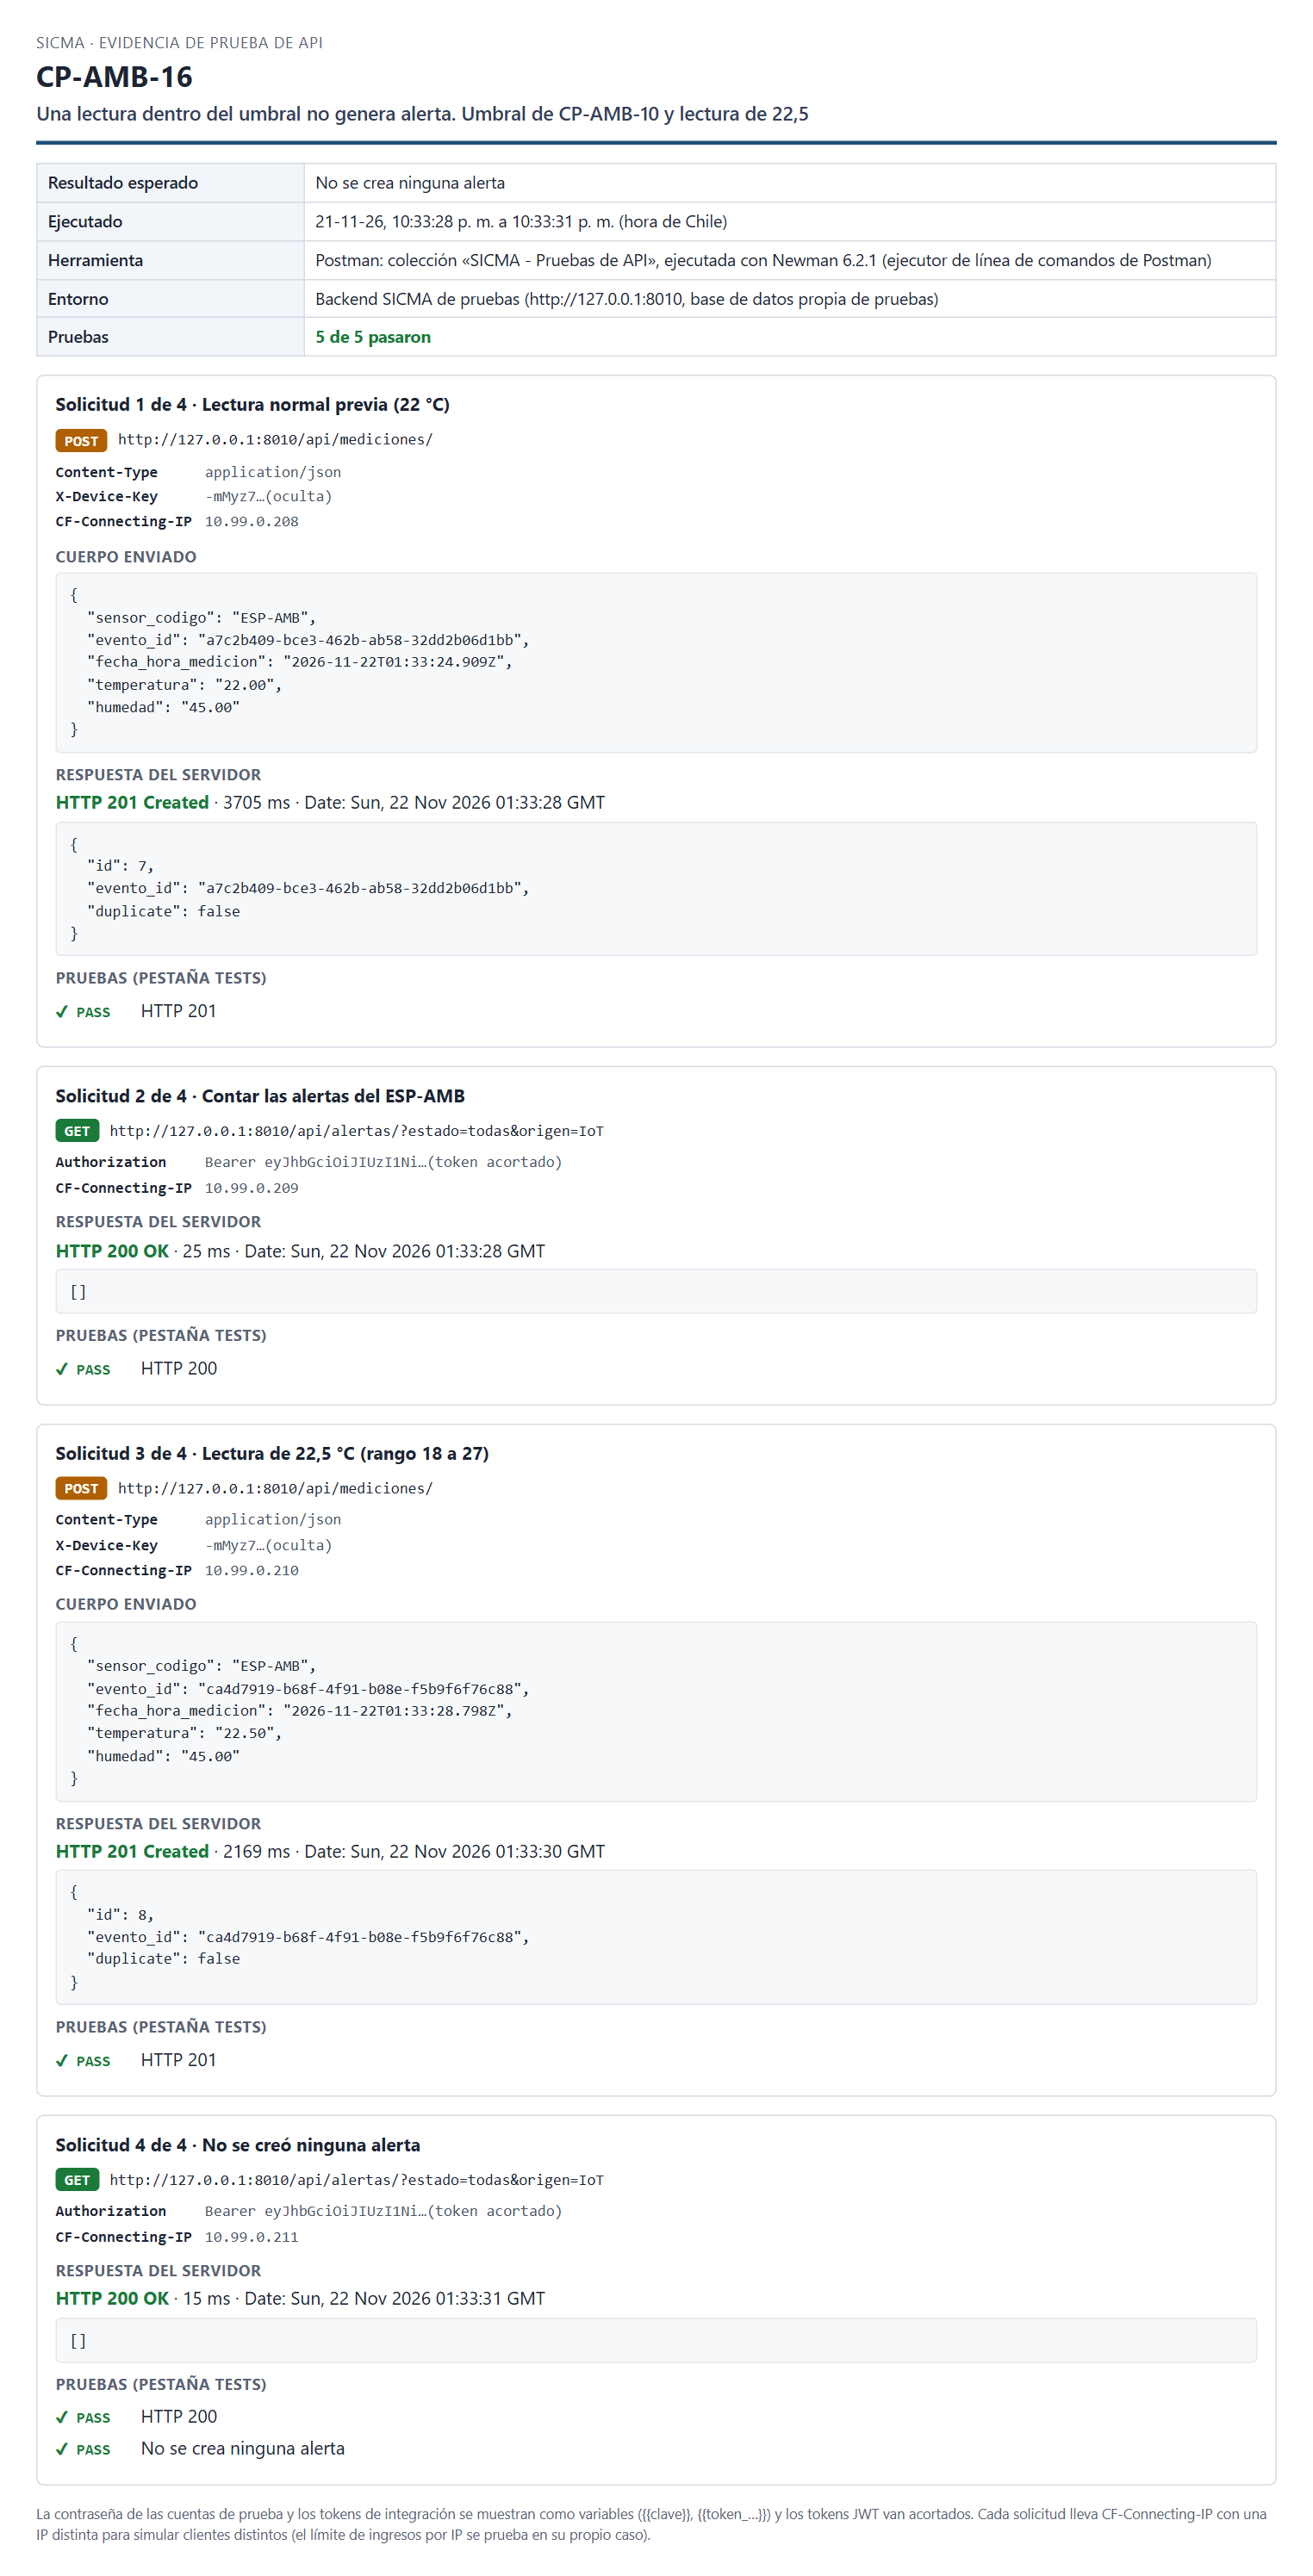 SICMA · EVIDENCIA DE PRUEBA DE API
CP-AMB-16
Una lectura dentro del umbral no genera alerta. Umbral de CP-AMB-10 y lectura de 22,5
Resultado esperado No se crea ninguna alerta
Ejecutado 21-11-26, 10:33:28 p. m. a 10:33:31 p. m. (hora de Chile)
Herramienta Postman: colección «SICMA - Pruebas de API», ejecutada con Newman 6.2.1 (ejecutor de línea de comandos de Postman)
Entorno Backend SICMA de pruebas (http://127.0.0.1:8010, base de datos propia de pruebas)
Pruebas 5 de 5 pasaron
Solicitud 1 de 4 · Lectura normal previa (22 °C)
POST http://127.0.0.1:8010/api/mediciones/
Content-Type application/json
X-Device-Key -mMyz7…(oculta)
CF-Connecting-IP 10.99.0.208
CUERPO ENVIADO
{
"sensor_codigo": "ESP-AMB",
"evento_id": "a7c2b409-bce3-462b-ab58-32dd2b06d1bb",
"fecha_hora_medicion": "2026-11-22T01:33:24.909Z",
"temperatura": "22.00",
"humedad": "45.00"
}
RESPUESTA DEL SERVIDOR
HTTP 201 Created · 3705 ms · Date: Sun, 22 Nov 2026 01:33:28 GMT
{
"id": 7,
"evento_id": "a7c2b409-bce3-462b-ab58-32dd2b06d1bb",
"duplicate": false
}
PRUEBAS (PESTAÑA TESTS)
✔ PASS HTTP 201
Solicitud 2 de 4 · Contar las alertas del ESP-AMB
GET http://127.0.0.1:8010/api/alertas/?estado=todas&origen=IoT
Authorization Bearer eyJhbGciOiJIUzI1Ni…(token acortado)
CF-Connecting-IP 10.99.0.209
RESPUESTA DEL SERVIDOR
HTTP 200 OK · 25 ms · Date: Sun, 22 Nov 2026 01:33:28 GMT
[]
PRUEBAS (PESTAÑA TESTS)
✔ PASS HTTP 200
Solicitud 3 de 4 · Lectura de 22,5 °C (rango 18 a 27)
POST http://127.0.0.1:8010/api/mediciones/
Content-Type application/json
X-Device-Key -mMyz7…(oculta)
CF-Connecting-IP 10.99.0.210
CUERPO ENVIADO
{
"sensor_codigo": "ESP-AMB",
"evento_id": "ca4d7919-b68f-4f91-b08e-f5b9f6f76c88",
"fecha_hora_medicion": "2026-11-22T01:33:28.798Z",
"temperatura": "22.50",
"humedad": "45.00"
}
RESPUESTA DEL SERVIDOR
HTTP 201 Created · 2169 ms · Date: Sun, 22 Nov 2026 01:33:30 GMT
{
"id": 8,
"evento_id": "ca4d7919-b68f-4f91-b08e-f5b9f6f76c88",
"duplicate": false
}
PRUEBAS (PESTAÑA TESTS)
✔ PASS HTTP 201
Solicitud 4 de 4 · No se creó ninguna alerta
GET http://127.0.0.1:8010/api/alertas/?estado=todas&origen=IoT
Authorization Bearer eyJhbGciOiJIUzI1Ni…(token acortado)
CF-Connecting-IP 10.99.0.211
RESPUESTA DEL SERVIDOR
HTTP 200 OK · 15 ms · Date: Sun, 22 Nov 2026 01:33:31 GMT
[]
PRUEBAS (PESTAÑA TESTS)
✔ PASS HTTP 200
✔ PASS No se crea ninguna alerta
La contraseña de las cuentas de prueba y los tokens de integración se muestran como variables ({{clave}}, {{token_…}}) y los tokens JWT van acortados. Cada solicitud lleva CF-Connecting-IP con una
IP distinta para simular clientes distintos (el límite de ingresos por IP se prueba en su propio caso).